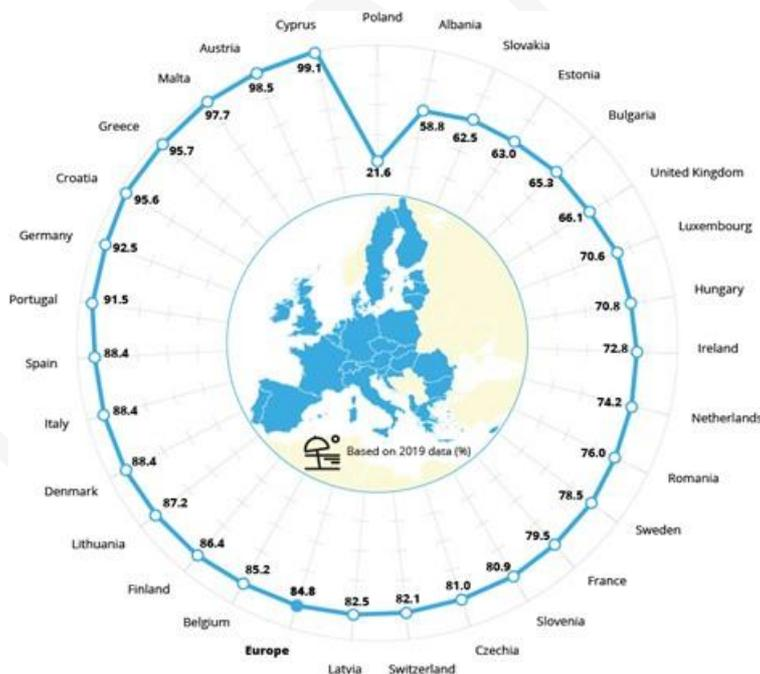 Poland
21.6
Albania
58.8
Slovakia
62.5
Estonia
63.0
Bulgaria
65.3
United Kingdom
66.1
Luxembourg
70.6
Hungary
70.8
Ireland
72.8
Netherlands
74.2
Romania
76.0
Sweden
78.5
France
79.5
Slovenia
80.9
Czechia
81.0
Switzerland
82.1
Latvia
82.5
Europe
84.8
Belgium
85.2
Finland
86.4
Lithuania
87.2
Denmark
88.4
Italy
88.4
Spain
88.4
Portugal
91.5
Germany
92.5
Croatia
95.6
Greece
95.7
Malta
97.7
Austria
98.5
Cyprus
99.1
Based on 2019 data (%)